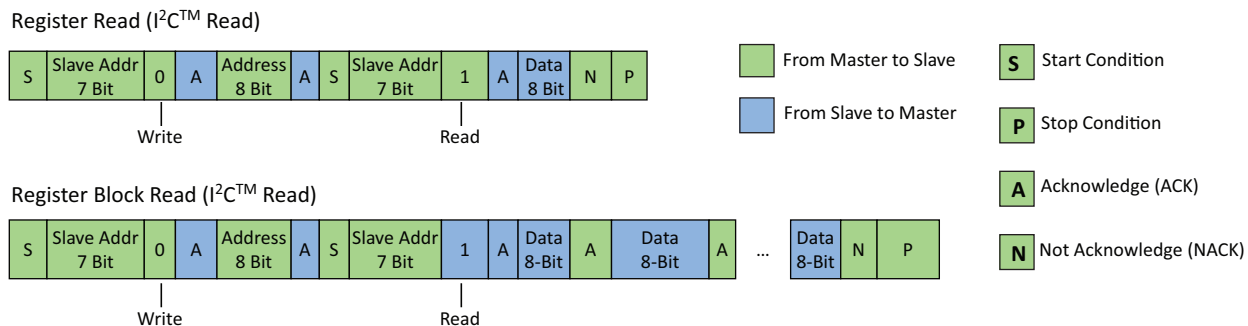 Register Read (I²C™ Read)
S Slave Addr 7 Bit 0 A Address 8 Bit A S Slave Addr 7 Bit 1 A Data 8 Bit N P
Write Read
From Master to Slave
From Slave to Master
S Start Condition
P Stop Condition
A Acknowledge (ACK)
N Not Acknowledge (NACK)
Register Block Read (I²C™ Read)
S Slave Addr 7 Bit 0 A Address 8 Bit A S Slave Addr 7 Bit 1 A Data 8-Bit A Data 8-Bit A ... Data 8-Bit N P
Write Read